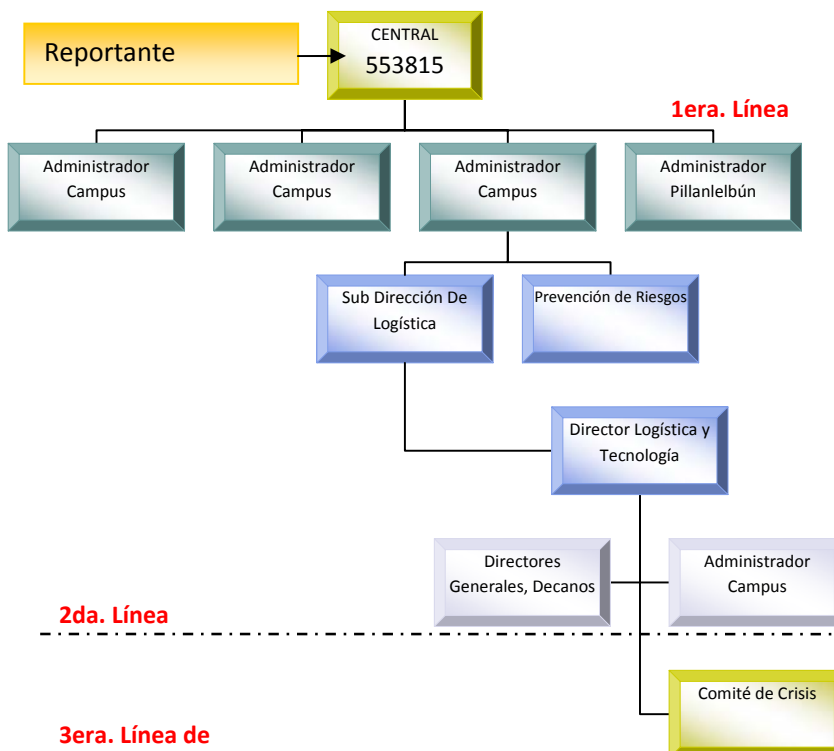 Reportante
CENTRAL
553815
1era. Línea
Administrador
Campus
Administrador
Campus
Administrador
Campus
Administrador
Pillanlelbún
Sub Dirección De
Logística
Prevención de Riesgos
Director Logística y
Tecnología
Directores
Generales, Decanos
Administrador
Campus
2da. Línea
Comité de Crisis
3era. Línea de